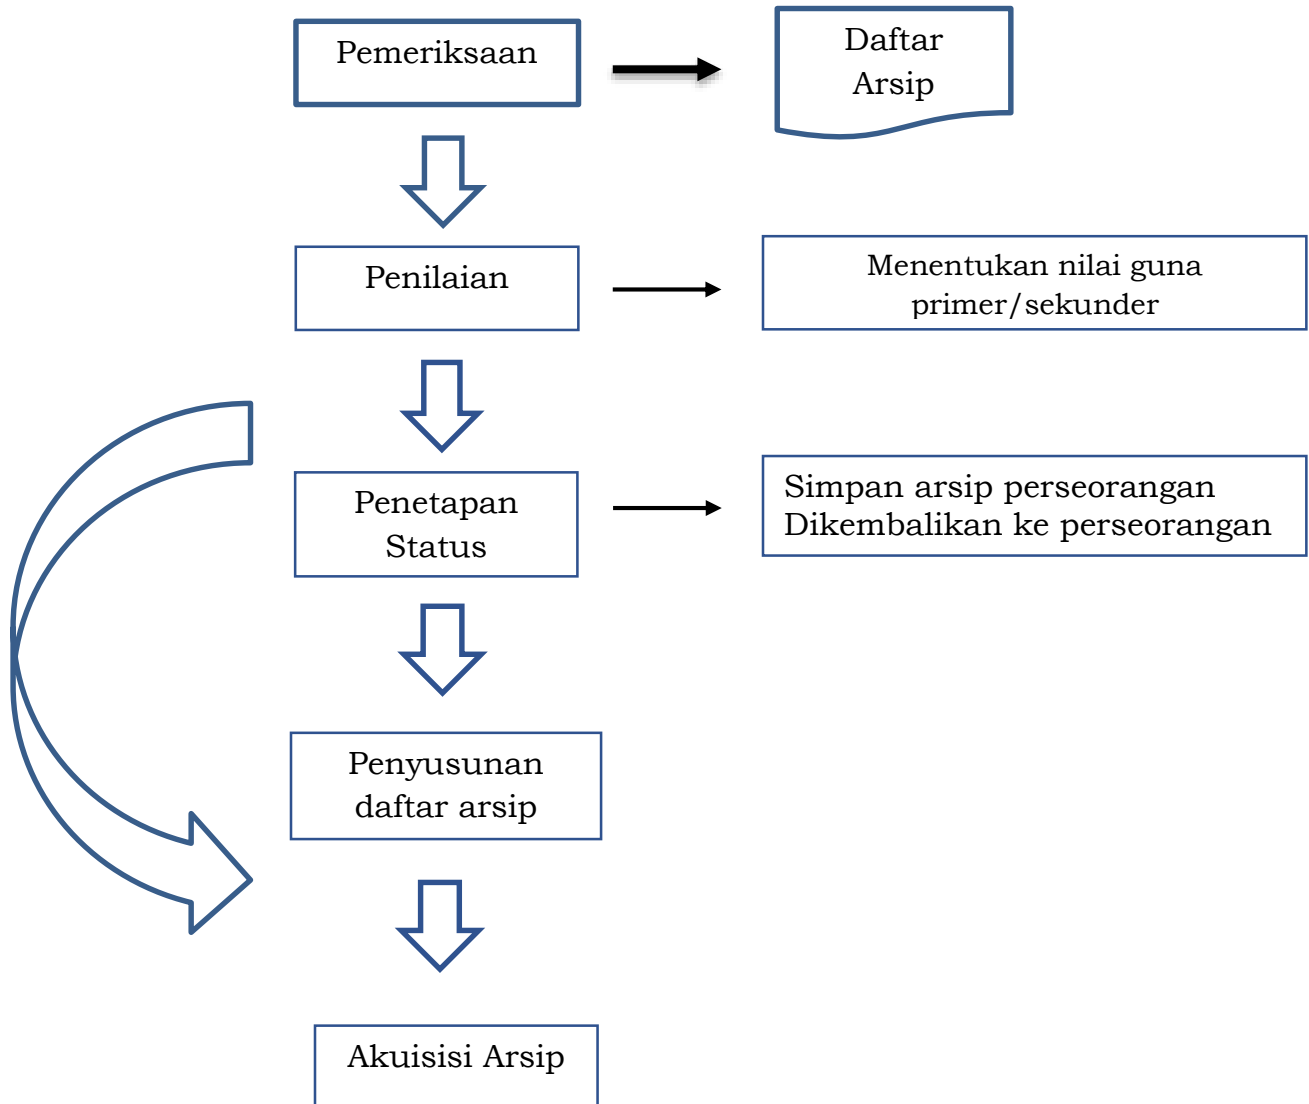 Pemeriksaan
Daftar
Arsip
Penilaian
Menentukan nilai guna
primer/sekunder
Penetapan
Status
Simpan arsip perseorangan
Dikembalikan ke perseorangan
Penyusunan
daftar arsip
Akuisisi Arsip